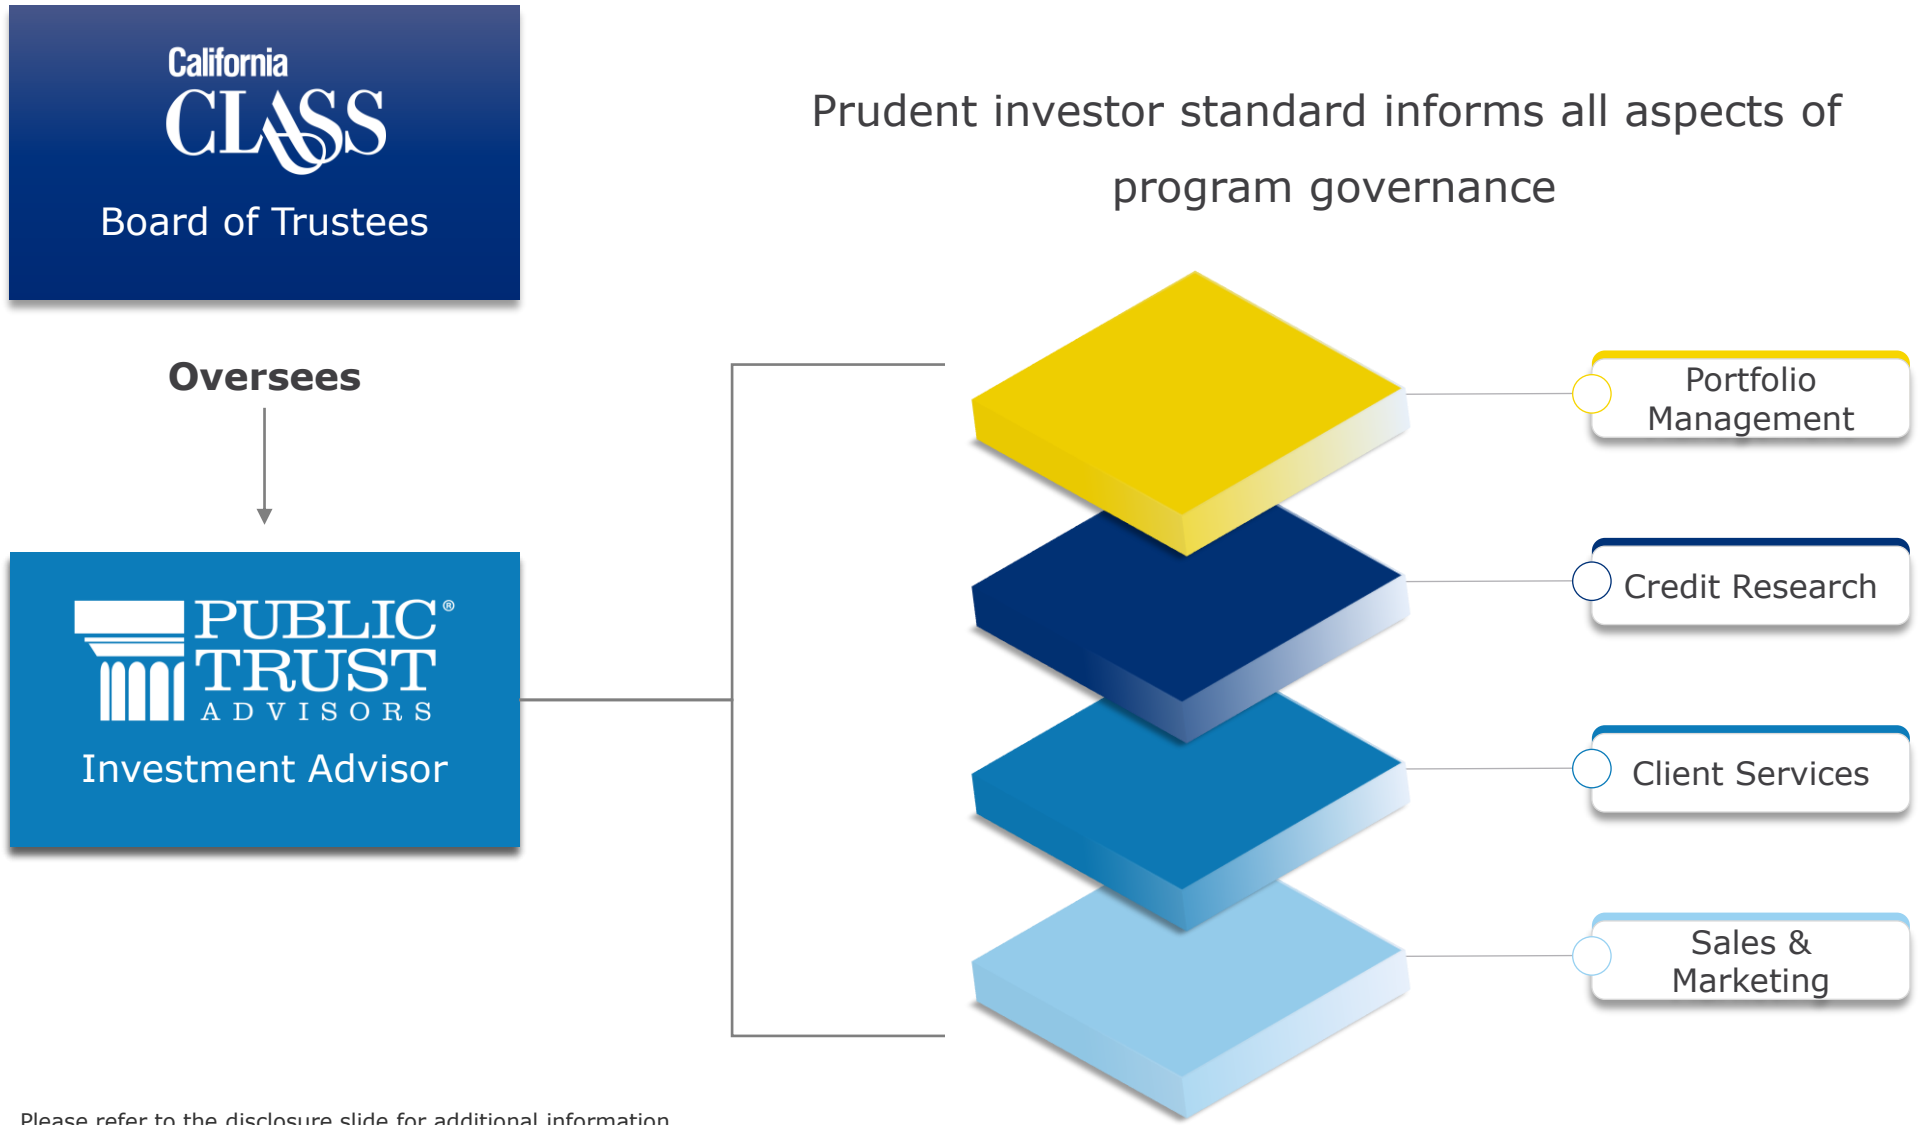 California
CLASS
Board of Trustees
Prudent investor standard informs all aspects of
program governance
Oversees
PUBLIC®
TRUST
ADVISORS
Investment Advisor
Portfolio
Management
Credit Research
Client Services
Sales &
Marketing
Please refer to the disclosure slide for additional information